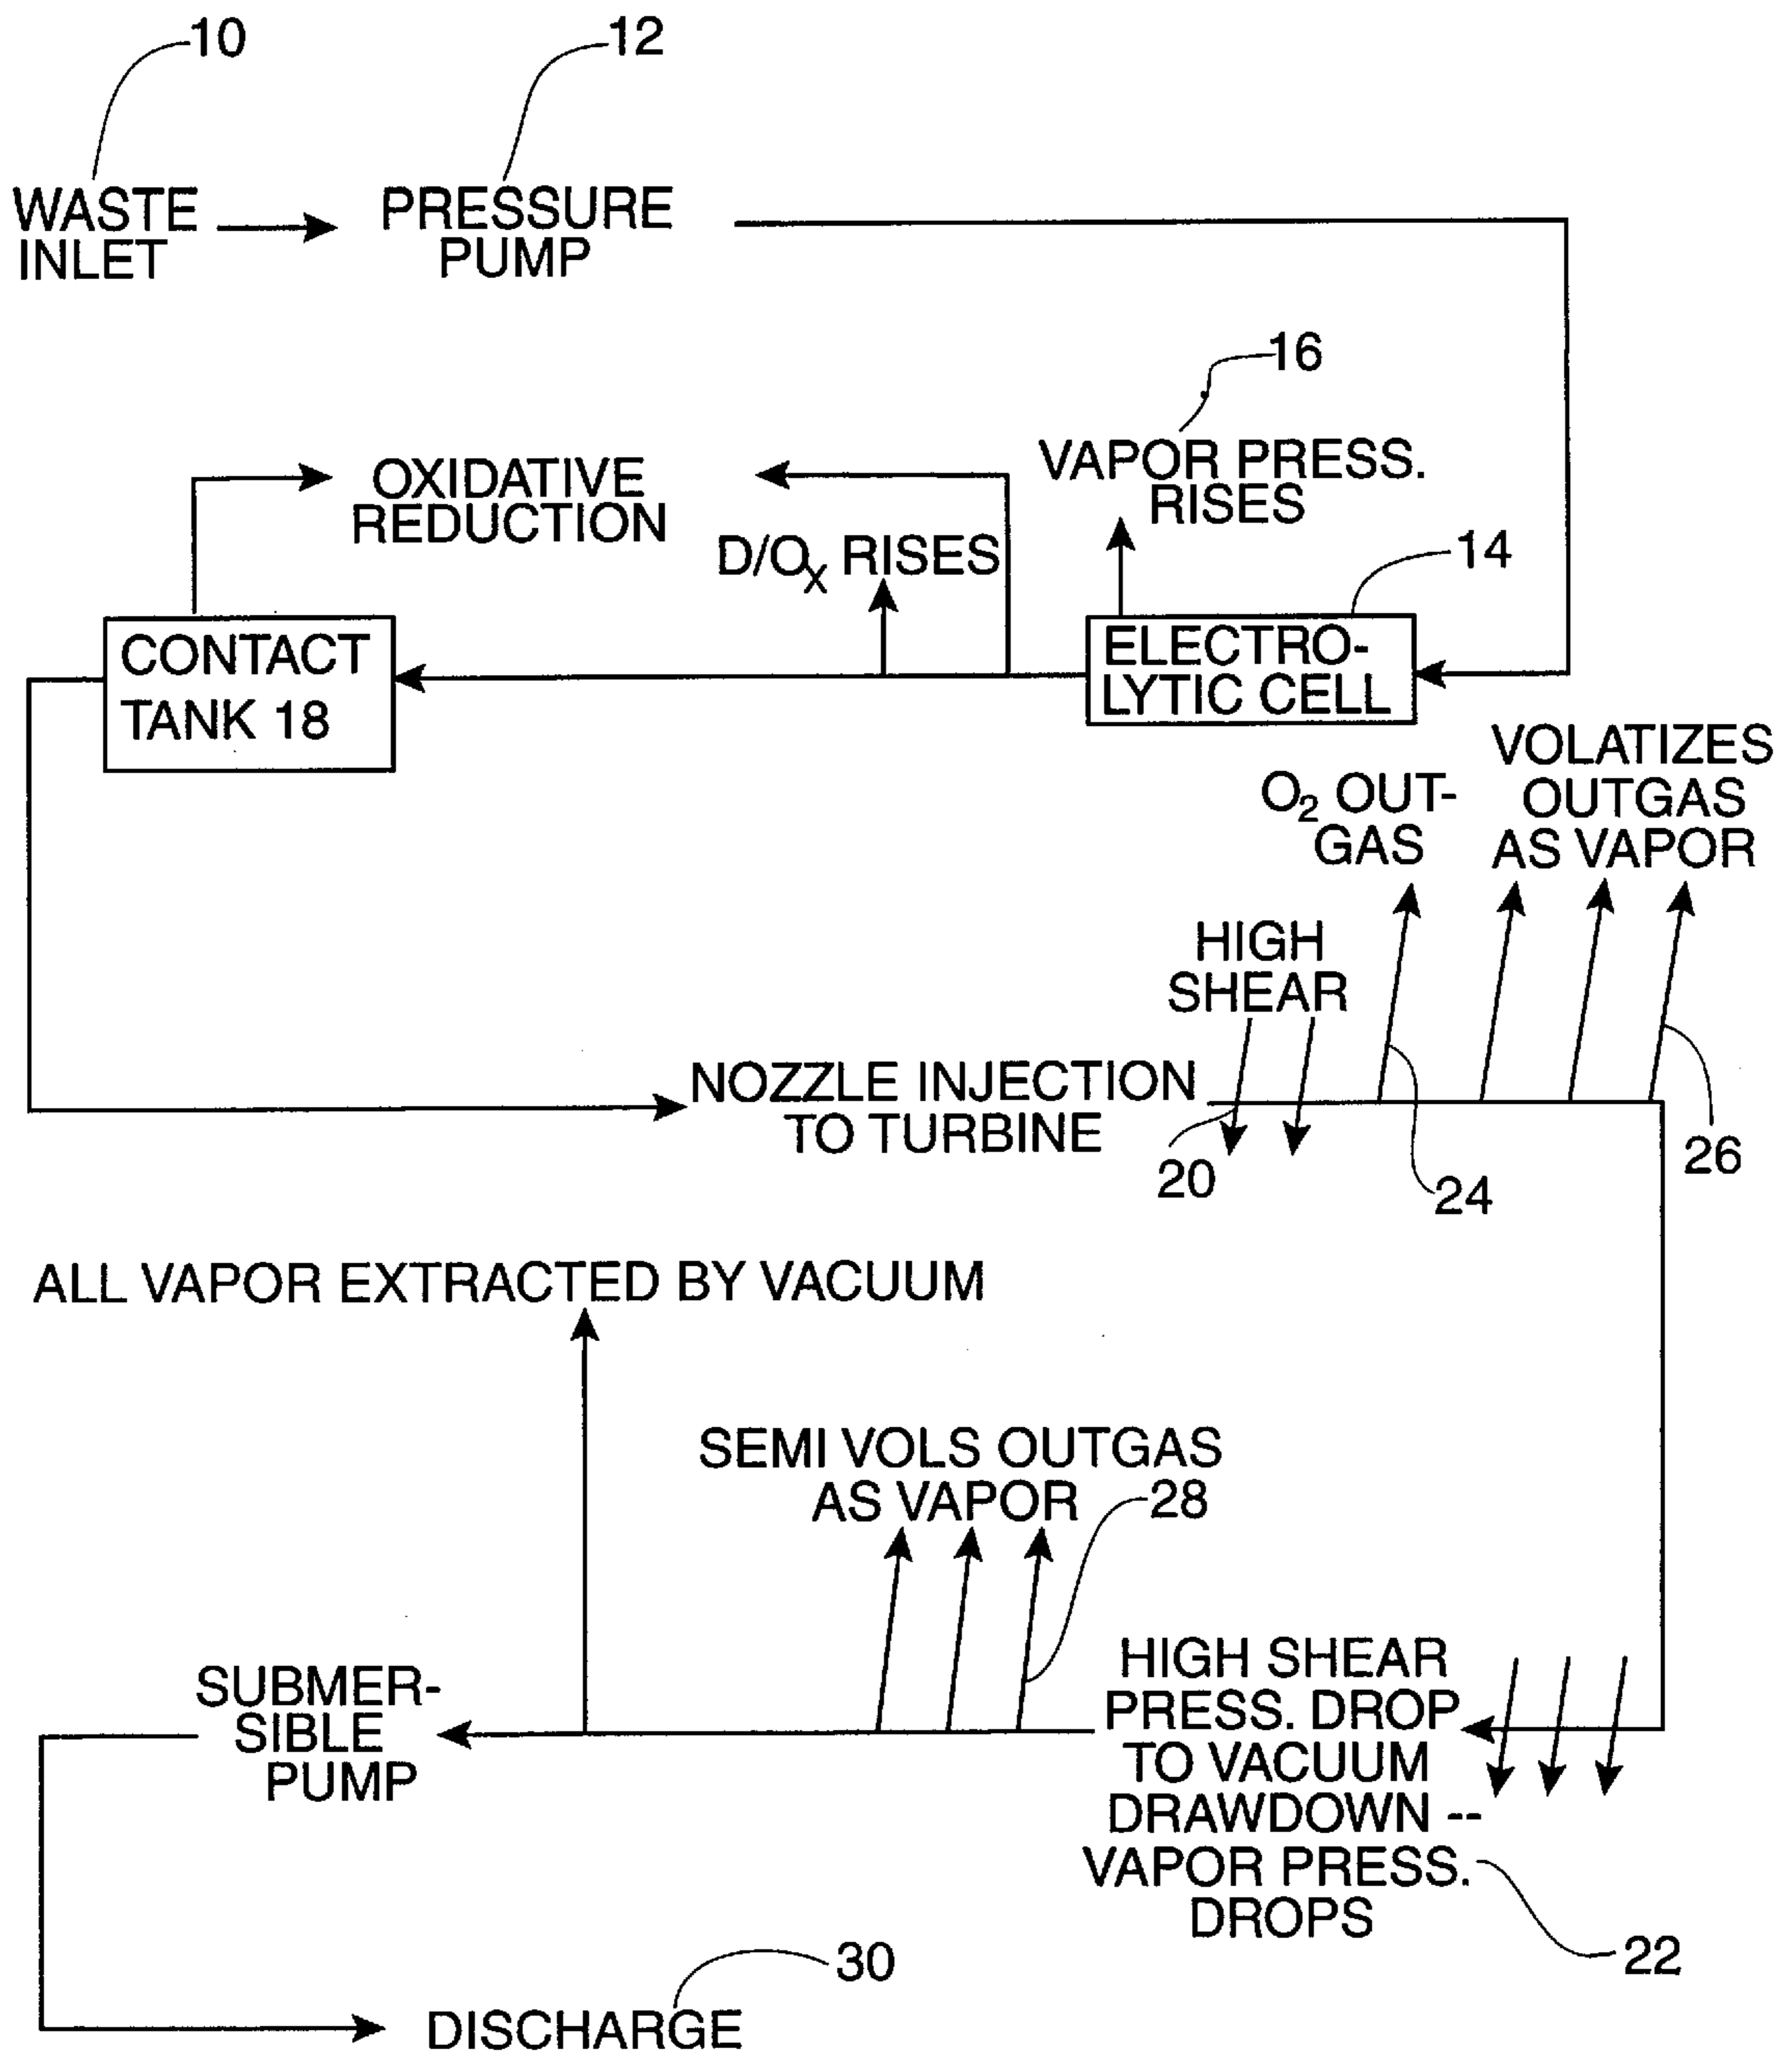 10
12
WASTE
INLET
PRESSURE
PUMP
16
VAPOR PRESS.
RISES
OXIDATIVE
REDUCTION
D/OX RISES
14
CONTACT
TANK 18
ELECTRO-
LYTIC CELL
O2 OUT-
GAS
VOLATIZES
OUTGAS
AS VAPOR
HIGH
SHEAR
NOZZLE INJECTION
TO TURBINE
20
24
26
ALL VAPOR EXTRACTED BY VACUUM
SEMI VOLS OUTGAS
AS VAPOR
28
SUBMER-
SIBLE
PUMP
HIGH SHEAR
PRESS. DROP
TO VACUUM
DRAWDOWN --
VAPOR PRESS.
DROPS
22
30
DISCHARGE